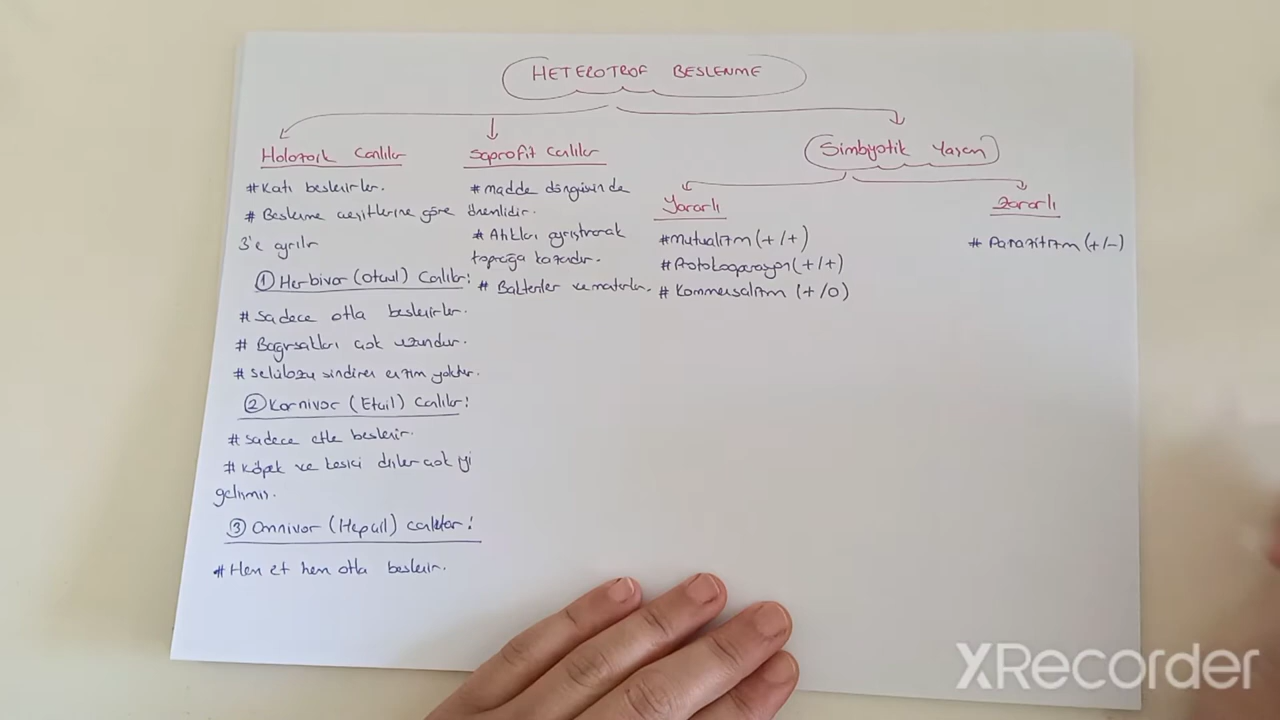 HETEROTROF BESLENME
Holozoik Canlılar
# Katı beslenirler.
# Beslenme çeşitlerine göre
3'e ayrılır
① Herbivor (Otçul) Canlılar:
# Sadece otla beslenirler.
# Bağırsakları çok uzundur.
# Selülozu sindiren enzim yoktur.
② Karnivor (Etçil) Canlılar:
# Sadece etle beslenir.
# Köpek ve kesici dişler çok iyi
gelişmiş.
③ Omnivor (Hepçil) Canlılar:
# Hem et hem otla beslenir.
Saprofit Canlılar
# madde döngüsünde
önemlidir.
# Atıkları ayrıştırarak
toprağa kazandır.
# Bakteriler ve mantarlar.
Simbiyotik Yaşam
Yararlı
# Mutualizm (+/+)
# Protokooperasyon (+/+)
# Kommensalizm (+/0)
Zararlı
# Parazitizm (+/-)
XRecorder